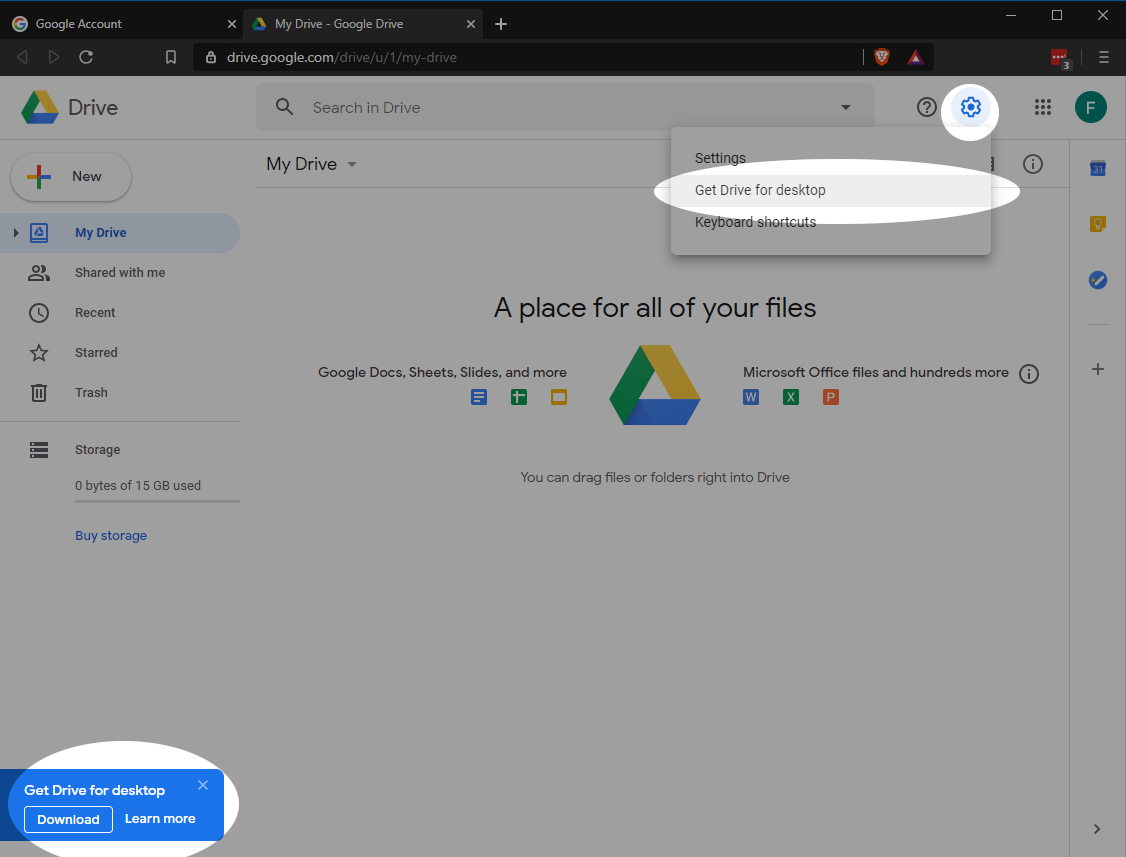 Google Account
My Drive - Google Drive
drive.google.com/drive/u/1/my-drive
3
Drive
Search in Drive
F
New
My Drive
Settings
Get Drive for desktop
Keyboard shortcuts
31
My Drive
Shared with me
Recent
Starred
Trash
Storage
0 bytes of 15 GB used
Buy storage
A place for all of your files
Google Docs, Sheets, Slides, and more
Microsoft Office files and hundreds more
W X P
You can drag files or folders right into Drive
Get Drive for desktop
Download Learn more